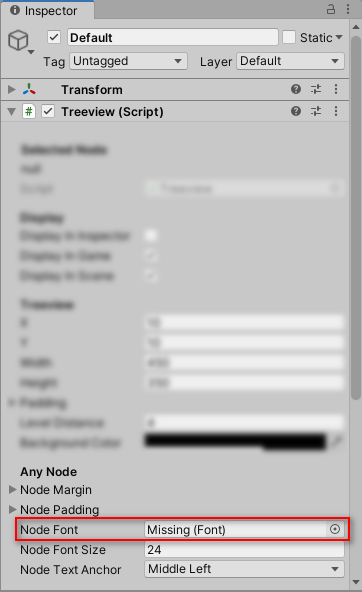 Inspector
Default
Static
Tag Untagged Layer Default
Transform
# Treeview (Script)
Selected Node
null
Script Treeview
Display
Display In Inspector
Display In Game
Display In Scene
Treeview
X 10
Y 10
Width 450
Height 350
Padding
Level Distance
Background Color
Any Node
Node Margin
Node Padding
Node Font Missing (Font)
Node Font Size 24
Node Text Anchor Middle Left